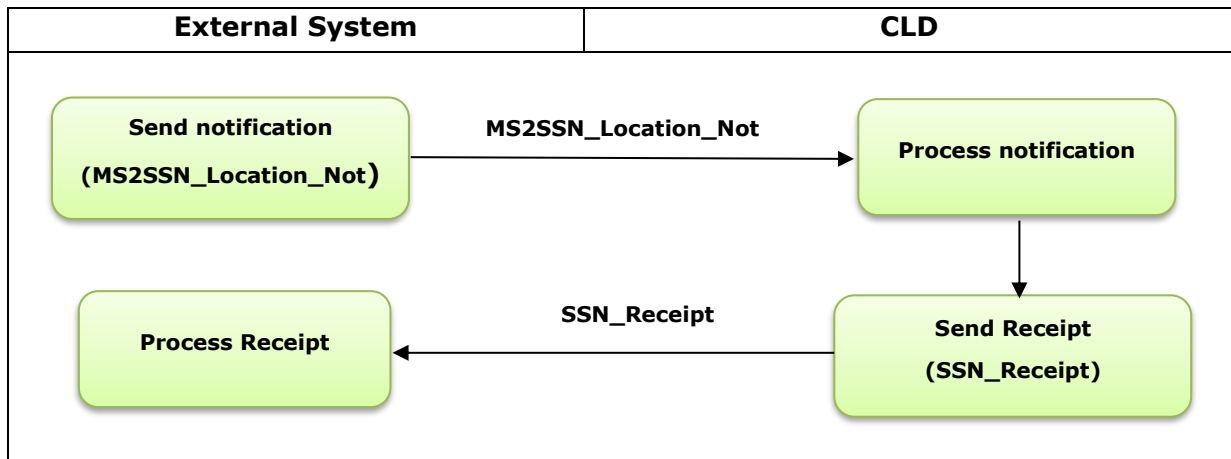 External System
CLD
Send notification
(MS2SSN_Location_Not)
MS2SSN_Location_Not
Process notification
Process Receipt
SSN_Receipt
Send Receipt
(SSN_Receipt)